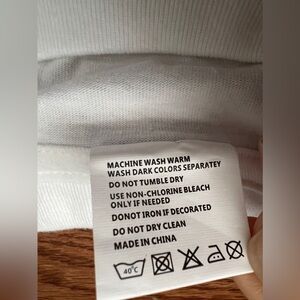 MACHINE WASH WARM
WASH DARK COLORS SEPARATEY
DO NOT TUMBLE DRY
USE NON-CHLORINE BLEACH
ONLY IF NEEDED
DONOT IRON IF DECORATED
DO NOT DRY CLEAN
MADE IN CHINA
40°C